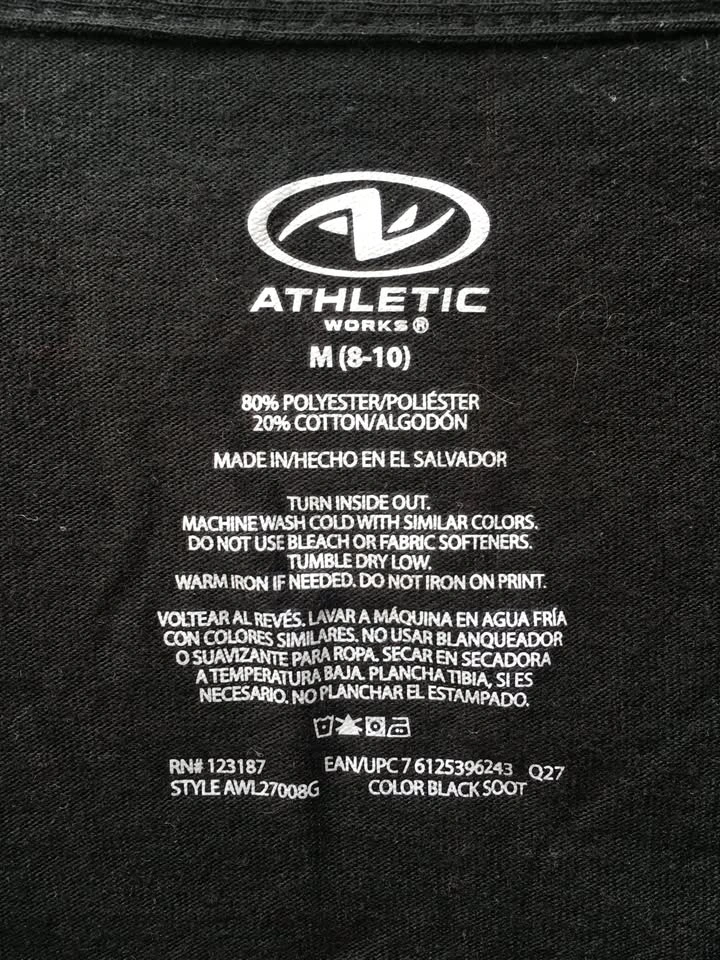 ATHLETIC
WORKS®
M (8-10)
80% POLYESTER/POLIÉSTER
20% COTTON/ALGODÓN
MADE IN/HECHO EN EL SALVADOR
TURN INSIDE OUT.
MACHINE WASH COLD WITH SIMILAR COLORS.
DO NOT USE BLEACH OR FABRIC SOFTENERS.
TUMBLE DRY LOW.
WARM IRON IF NEEDED. DO NOT IRON ON PRINT.
VOLTEAR AL REVÉS. LAVAR A MÁQUINA EN AGUA FRÍA
CON COLORES SIMILARES. NO USAR BLANQUEADOR
O SUAVIZANTE PARA ROPA. SECAR EN SECADORA
A TEMPERATURA BAJA. PLANCHA TIBIA, SI ES
NECESARIO. NO PLANCHAR EL ESTAMPADO.
RN# 123187 EAN/UPC 7 6125396243 Q27
STYLE AWL27008G COLOR BLACK SOOT